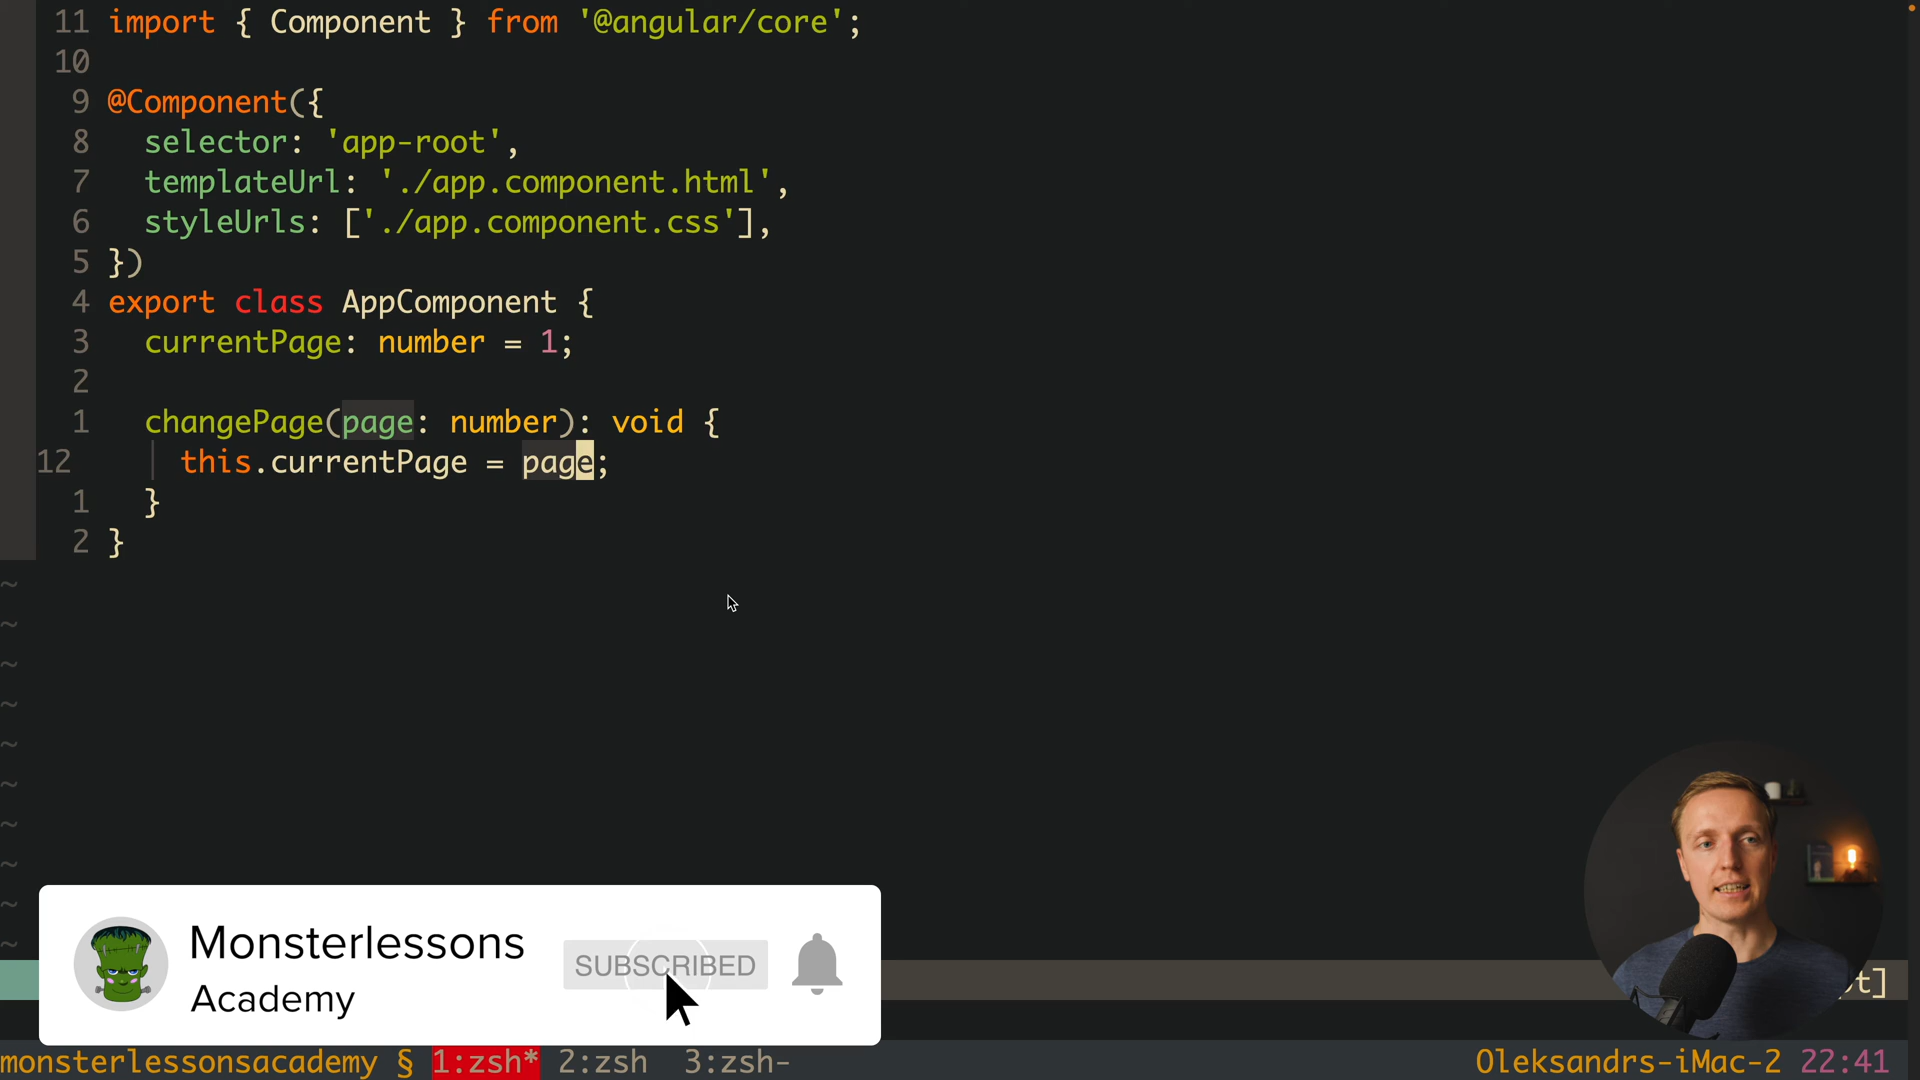 11 import { Component } from '@angular/core';
10
9 @Component({
8 selector: 'app-root',
7 templateUrl: './app.component.html',
6 styleUrls: ['./app.component.css'],
5 })
4 export class AppComponent {
3 currentPage: number = 1;
2
1 changePage(page: number): void {
12 this.currentPage = page;
1 }
2 }
~
~
~
~
~
~
~
~
~
~
Monsterlessons
Academy
SUBSCRIBED
t]
monsterlessonsacademy § 1:zsh* 2:zsh 3:zsh- Oleksandrs-iMac-2 22:41